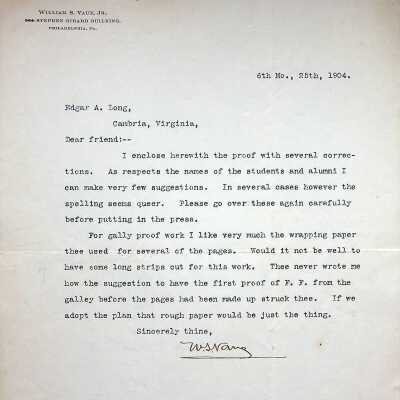 WILLIAM S. VAUX, JR.
STEPHEN GIRARD BUILDING,
PHILADELPHIA, PA.
6th Mo., 25th, 1904.
Edgar A. Long,
Cambria, Virginia,
Dear friend:--
I enclose herewith the proof with several correc-
tions. As respects the names of the students and alumni I
can make very few suggestions. In several cases however the
spelling seems queer. Please go over these again carefully
before putting in the press.
For gally proof work I like very much the wrapping paper
thee used for several of the pages. Would it not be well to
have some long strips cut for this work. Thee never wrote me
how the suggestion to have the first proof of F. F. from the
galley before the pages had been made up struck thee. If we
adopt the plan that rough paper would be just the thing.
Sincerely thine,
W S Vaux